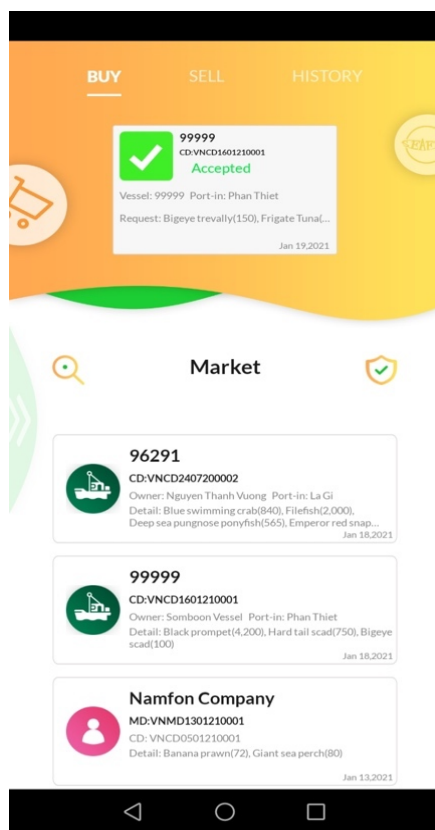 BUY SELL HISTORY
99999
CD:VNCD1601210001
Accepted
Vessel: 99999 Port-in: Phan Thiet
Request: Bigeye trevally(150), Frigate Tuna(...
Jan 19,2021
Market
96291
CD:VNCD2407200002
Owner: Nguyen Thanh Vuong Port-in: La Gi
Detail: Blue swimming crab(840), Filefish(2,000),
Deep sea pungnose ponyfish(565), Emperor red snap...
Jan 18,2021
99999
CD:VNCD1601210001
Owner: Somboon Vessel Port-in: Phan Thiet
Detail: Black prompet(4,200), Hard tail scad(750), Bigeye
scad(100)
Jan 18,2021
Namfon Company
MD:VNMD1301210001
CD: VNCD0501210001
Detail: Banana prawn(72), Giant sea perch(80)
Jan 13,2021